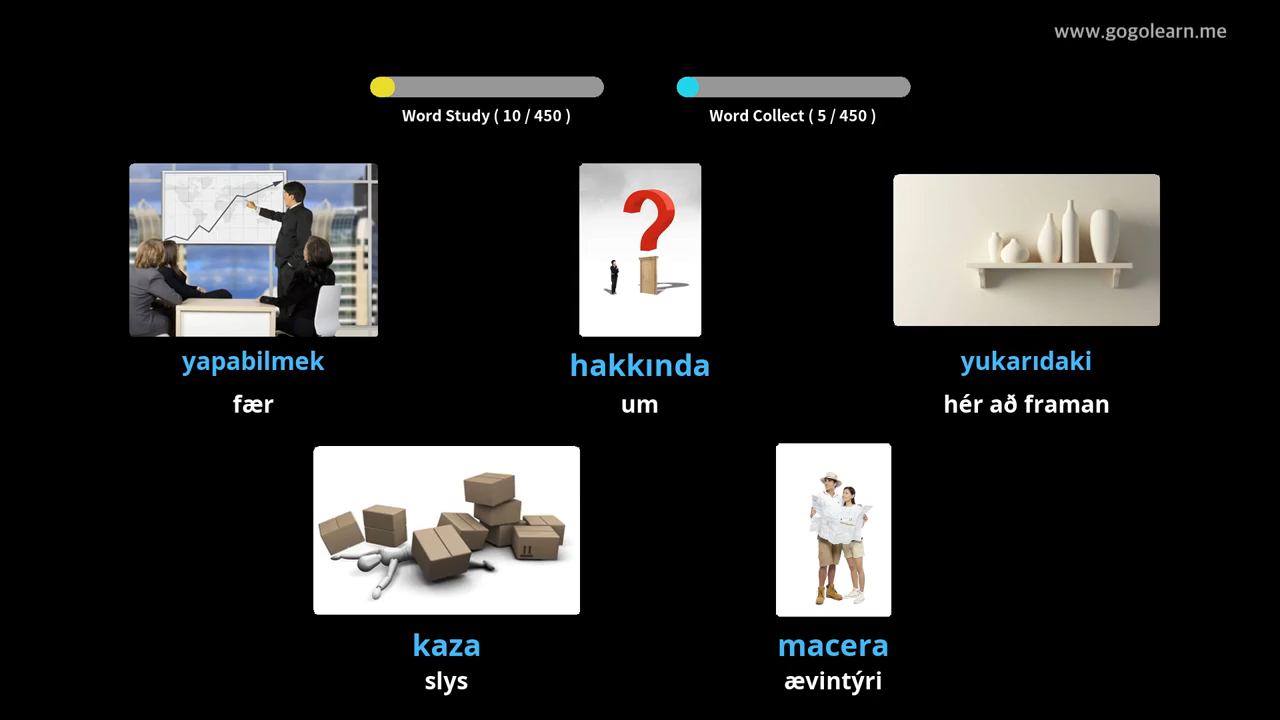 www.gogolearn.me
Word Study ( 10 / 450 )
Word Collect ( 5 / 450 )
yapabilmek
fær
hakkında
um
yukarıdaki
hér að framan
kaza
slys
macera
ævintýri